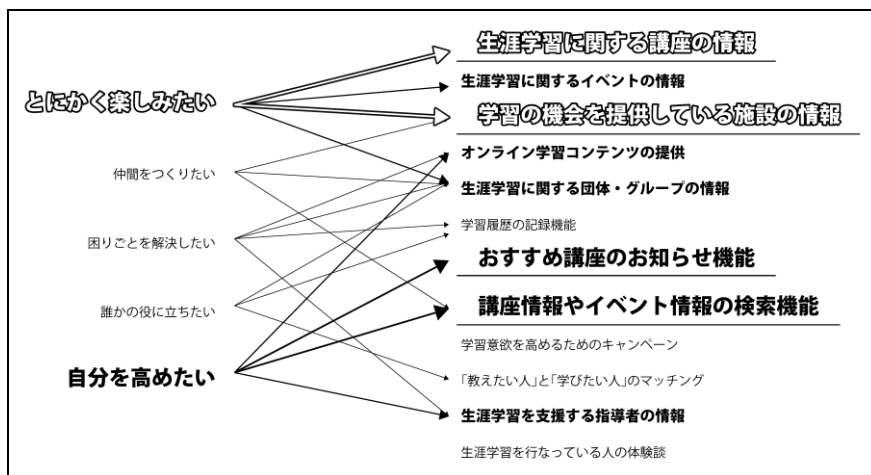 とにかく楽しみたい
仲間をつくりたい
困りごとを解決したい
誰かの役に立ちたい
自分を高めたい
生涯学習に関する講座の情報
生涯学習に関するイベントの情報
学習の機会を提供している施設の情報
オンライン学習コンテンツの提供
生涯学習に関する団体・グループの情報
学習履歴の記録機能
おすすめ講座のお知らせ機能
講座情報やイベント情報の検索機能
学習意欲を高めるためのキャンペーン
「教えたい人」と「学びたい人」のマッチング
生涯学習を支援する指導者の情報
生涯学習を行なっている人の体験談